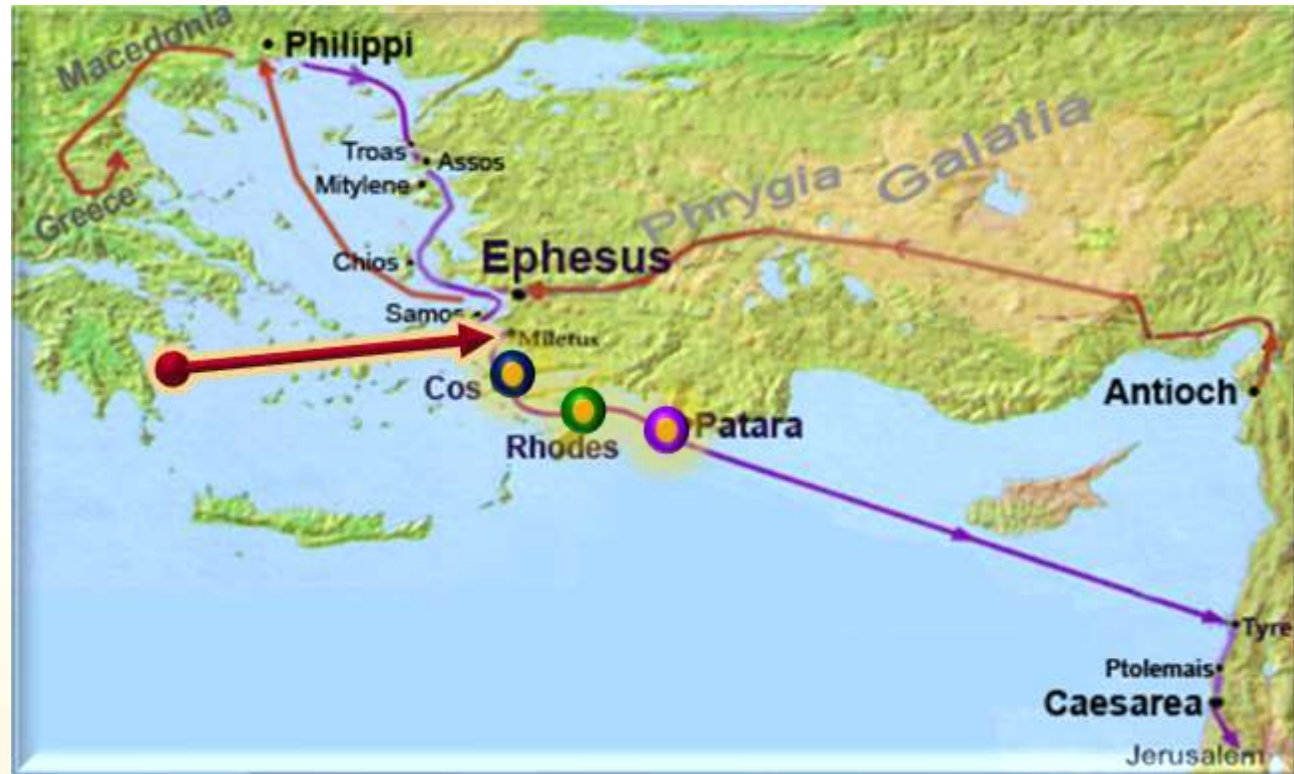 Macedonia
Philippi
Greece
Troas
Assos
Mitylene
Phrygia
Galatia
Chios
Ephesus
Samos
Miletus
Cos
Rhodes
Patara
Antioch
Tyre
Ptolemais
Caesarea
Jerusalem